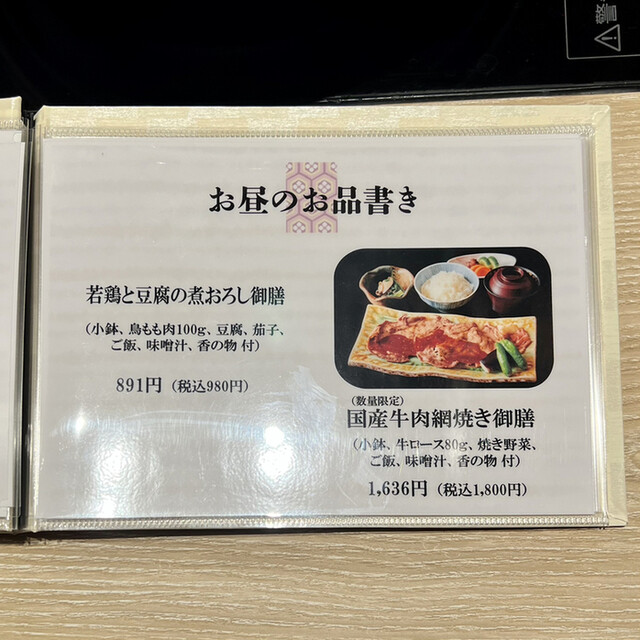 警
お昼のお品書き
若鶏と豆腐の煮おろし御膳
(小鉢、鳥もも肉100g、豆腐、茄子、
ご飯、味噌汁、香の物 付)
891円 (税込980円)
(数量限定)
国産牛肉網焼き御膳
(小鉢、牛ロース80g、焼き野菜、
ご飯、味噌汁、香の物 付)
1,636円 (税込1,800円)